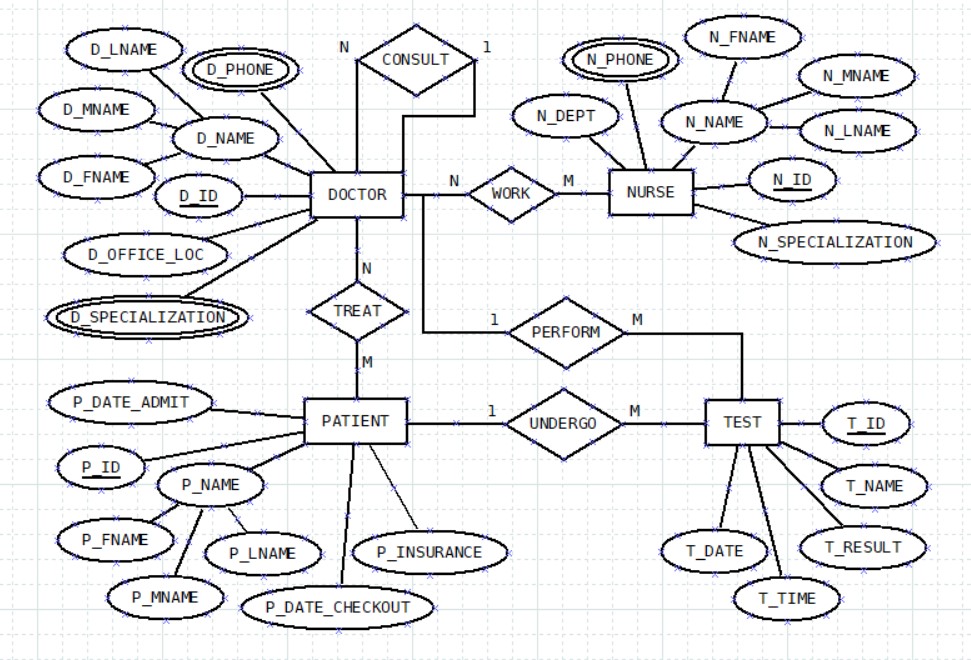 D_LNAME
D_PHONE
D_MNAME
D_NAME
D_FNAME
D_ID
D_OFFICE_LOC
D_SPECIALIZATION
N
CONSULT
1
DOCTOR
N
WORK
M
N_FNAME
N_PHONE
N_MNAME
N_DEPT
N_NAME
N_LNAME
NURSE
N_ID
N_SPECIALIZATION
N
TREAT
M
1
PERFORM
M
P_DATE_ADMIT
PATIENT
1
UNDERGO
M
TEST
T_ID
P_ID
P_NAME
P_FNAME
P_LNAME
P_MNAME
P_INSURANCE
P_DATE_CHECKOUT
T_NAME
T_DATE
T_RESULT
T_TIME